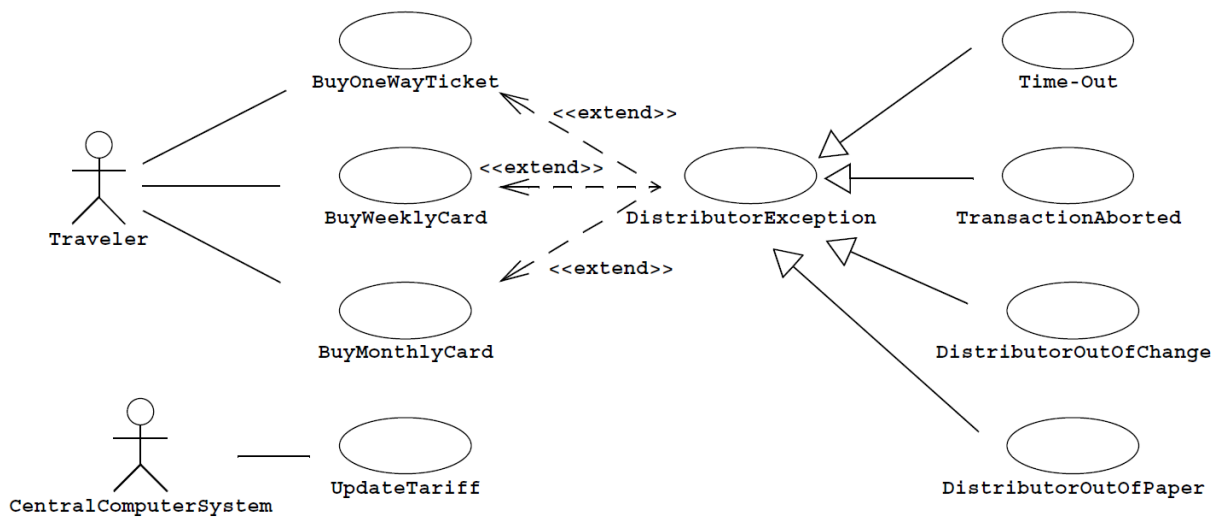 BuyOneWayTicket
Time-Out
<<extend>>
<<extend>>
Traveler
BuyWeeklyCard
DistributorException
TransactionAborted
<<extend>>
BuyMonthlyCard
DistributorOutOfChange
CentralComputerSystem
UpdateTariff
DistributorOutOfPaper